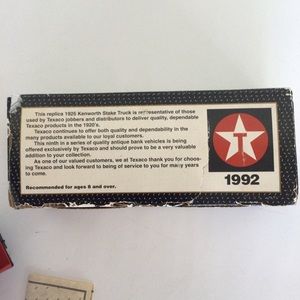 This replica 1925 Kenworth Stake Truck is representative of those
used by Texaco jobbers and distributors to deliver quality, dependable
Texaco products in the 1920's.
Texaco continues to offer both quality and dependability in the
many products available to our loyal customers.
This ninth in a series of quality antique bank vehicles is being
offered exclusively by Texaco and should prove to be a very valuable
addition to your collection.
As one of our valued customers, we at Texaco thank you for choos-
ing Texaco and look forward to being of service to you for many years
to come.
Recommended for ages 8 and over.
T
1992